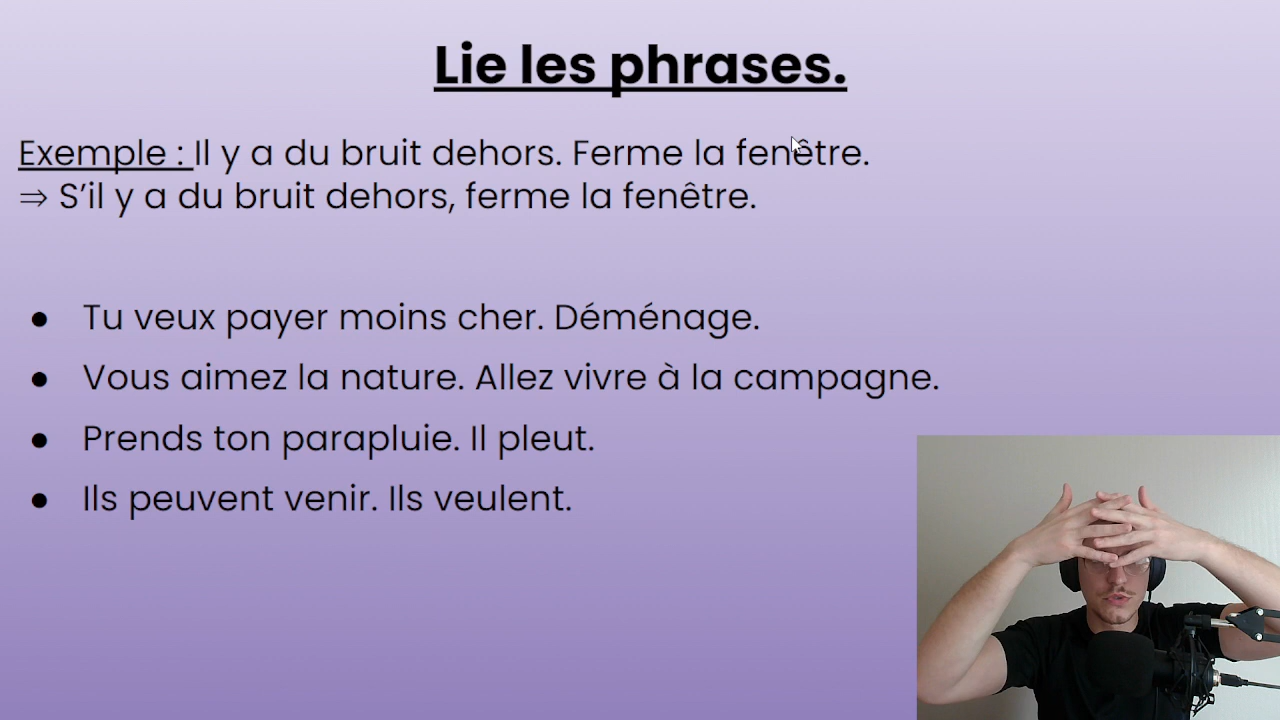 Lie les phrases.
Exemple : Il y a du bruit dehors. Ferme la fenêtre.
⇒ S’il y a du bruit dehors, ferme la fenêtre.
● Tu veux payer moins cher. Déménage.
● Vous aimez la nature. Allez vivre à la campagne.
● Prends ton parapluie. Il pleut.
● Ils peuvent venir. Ils veulent.